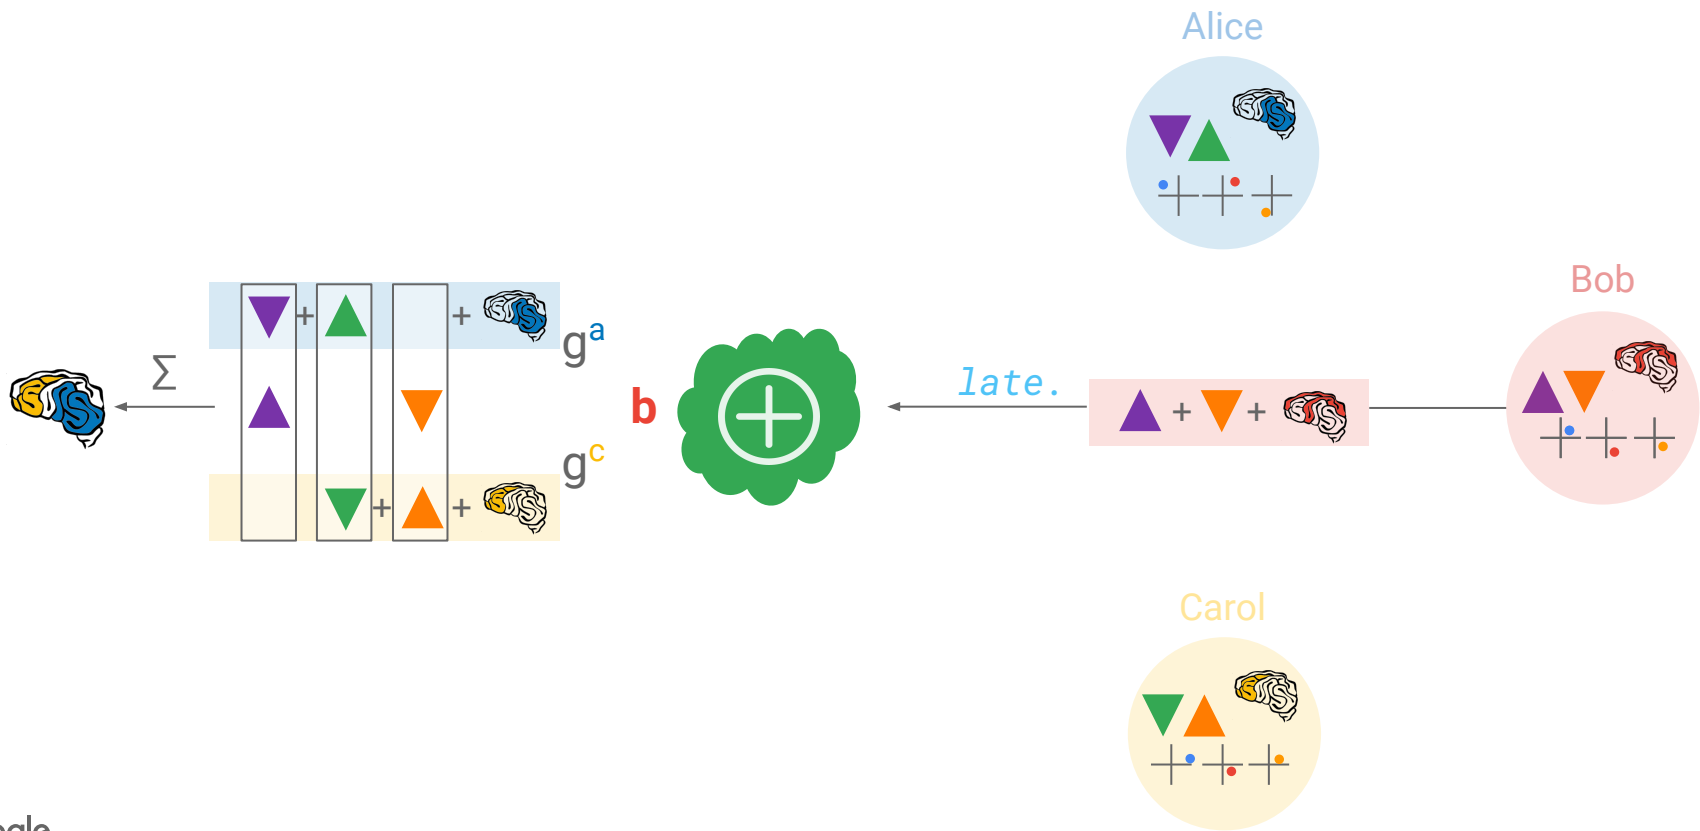 Alice
Bob
+ +
g^a
∑
late.
b
+ +
g^c
+ +
Carol